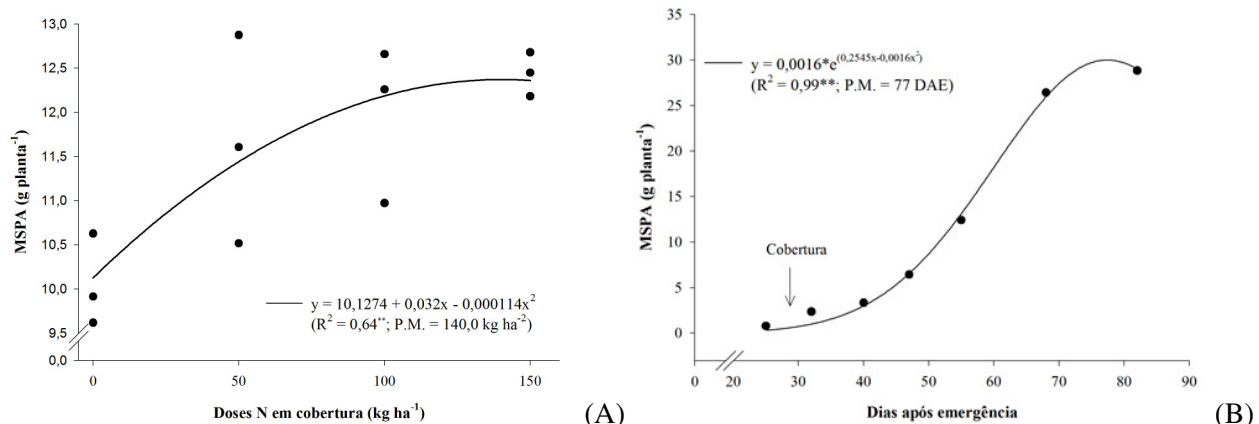 13,0
12,5
12,0
11,5
11,0
10,5
10,0
9,5
0,0
MSPA (g planta⁻¹)
y = 10,1274 + 0,032x - 0,000114x²
(R² = 0,64**; P.M. = 140,0 kg ha⁻²)
0 50 100 150
Doses N em cobertura (kg ha⁻¹)
(A)
35
30
25
20
15
10
5
0
MSPA (g planta⁻¹)
y = 0,0016*e^(0,2545x-0,0016x²)
(R² = 0,99**; P.M. = 77 DAE)
Cobertura
0 20 30 40 50 60 70 80 90
Dias após emergência
(B)